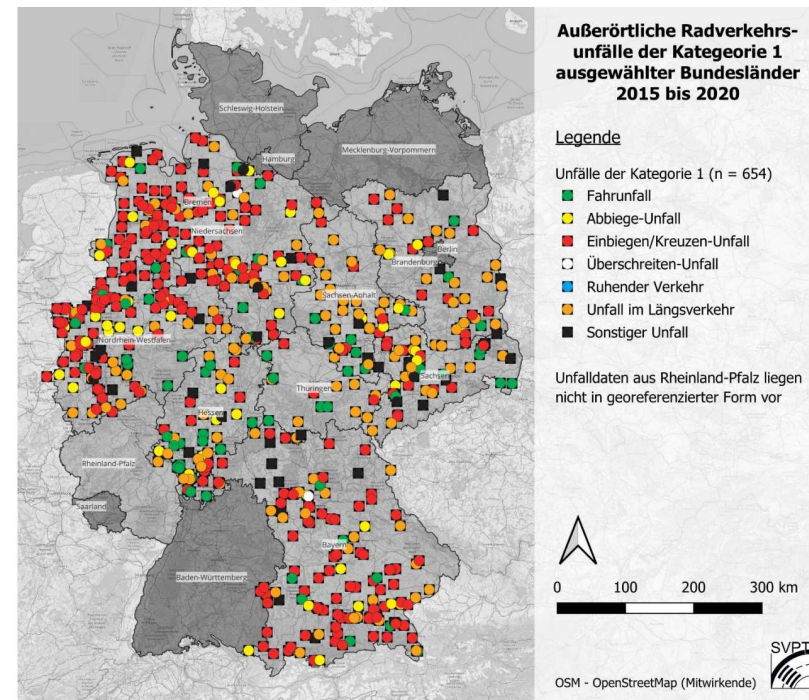 Außerörtliche Radverkehrs-
unfälle der Kategeorie 1
ausgewählter Bundesländer
2015 bis 2020
Legende
Unfälle der Kategorie 1 (n = 654)
Fahrunfall
Abbiege-Unfall
Einbiegen/Kreuzen-Unfall
Überschreiten-Unfall
Ruhender Verkehr
Unfall im Längsverkehr
Sonstiger Unfall
Unfalldaten aus Rheinland-Pfalz liegen
nicht in georeferenzierter Form vor
0 100 200 300 km
OSM - OpenStreetMap (Mitwirkende)
SVPT
Schleswig-Holstein
Mecklenburg-Vorpommern
Hamburg
Bremen
Niedersachsen
Berlin
Brandenburg
Sachsen-Anhalt
Nordrhein-Westfalen
Sachsen
Thüringen
Hessen
Rheinland-Pfalz
Saarland
Bayern
Baden-Württemberg